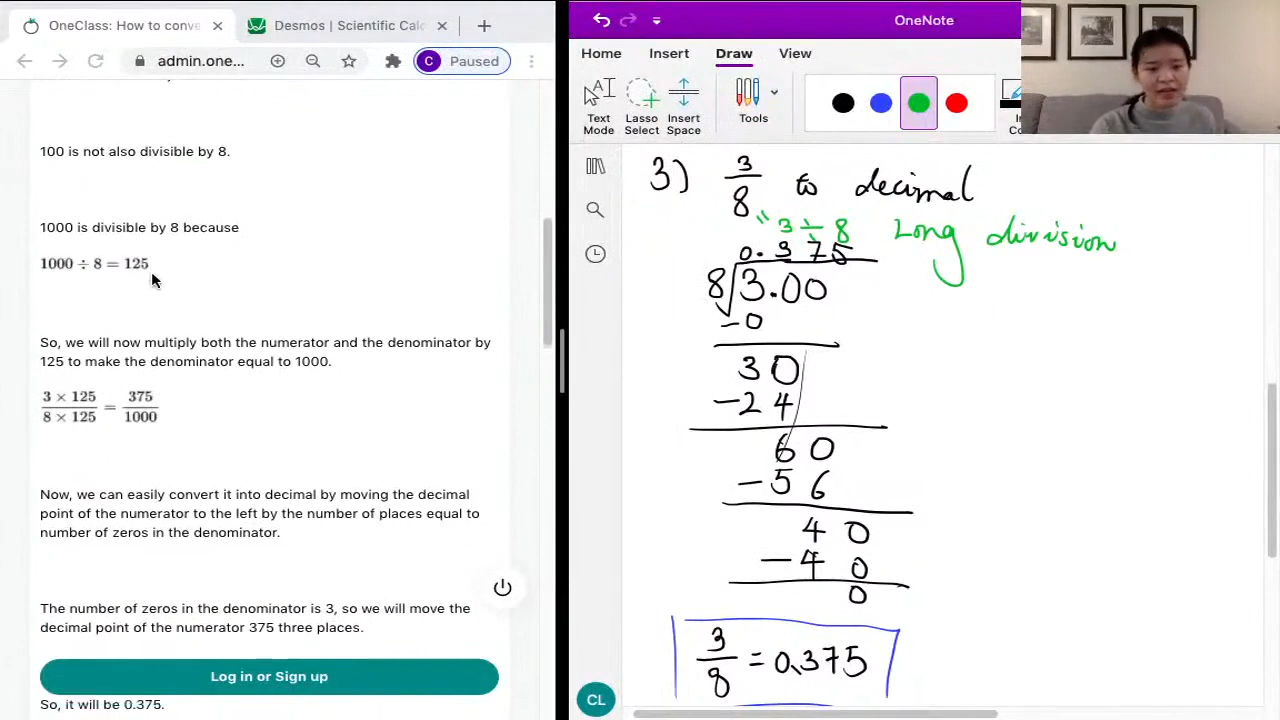 OneClass: How to conve
Desmos | Scientific Calc
admin.one...
C Paused
100 is not also divisible by 8.
1000 is divisible by 8 because
1000 ÷ 8 = 125
So, we will now multiply both the numerator and the denominator by
125 to make the denominator equal to 1000.
3 × 125 / 8 × 125 = 375 / 1000
Now, we can easily convert it into decimal by moving the decimal
point of the numerator to the left by the number of places equal to
number of zeros in the denominator.
The number of zeros in the denominator is 3, so we will move the
decimal point of the numerator 375 three places.
Log in or Sign up
So, it will be 0.375.
OneNote
Home Insert Draw View
Text Mode
Lasso Select
Insert Space
Tools
CL
3) 3/8 to decimal
" 3 ÷ 8 Long division
0.375
8 3.00
-0
30
-24
60
-56
40
-40
0
3/8 = 0.375